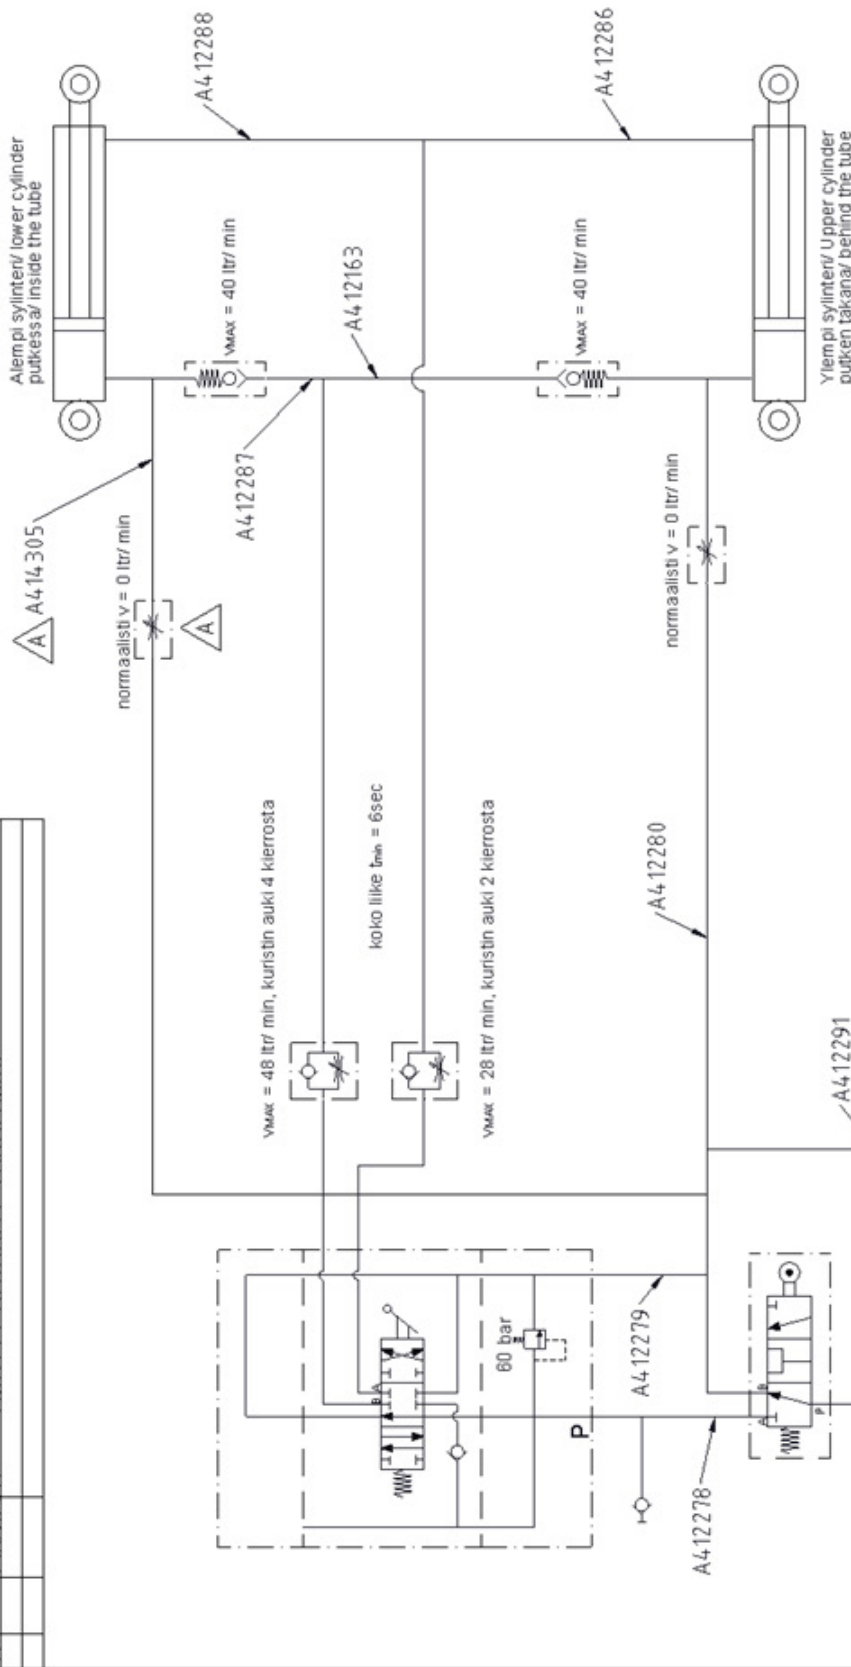 Alempi sylinteri/ lower cylinder
putkessa/ inside the tube
A412288
A412286
Ylempi sylinteri/ Upper cylinder
putken takana/ behind the tube
VMAX = 40 ltr/ min
A412163
VMAX = 40 ltr/ min
A412287
A
A414305
normaalisti v = 0 ltr/ min
A
normaalisti v = 0 ltr/ min
VMAX = 48 ltr/ min, kuristin auki 4 kierrosta
koko liike tmin = 6sec
VMAX = 28 ltr/ min, kuristin auki 2 kierrosta
A412280
A412291
B A
60 bar
P
A412279
A412278
A
B
P